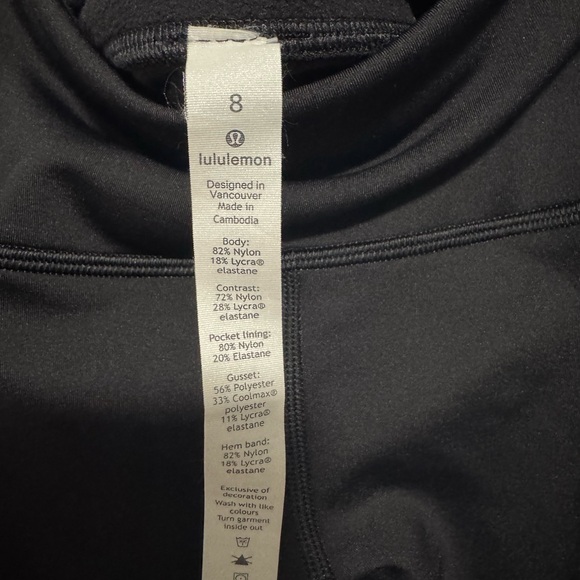 8
lululemon
Designed in
Vancouver
Made in
Cambodia
Body:
82% Nylon
18% Lycra®
elastane
Contrast:
72% Nylon
28% Lycra®
elastane
Pocket lining:
80% Nylon
20% Elastane
Gusset:
56% Polyester
33% Coolmax®
polyester
11% Lycra®
elastane
Hem band:
82% Nylon
18% Lycra®
elastane
Exclusive of
decoration
Wash with like
colours
Turn garment
inside out